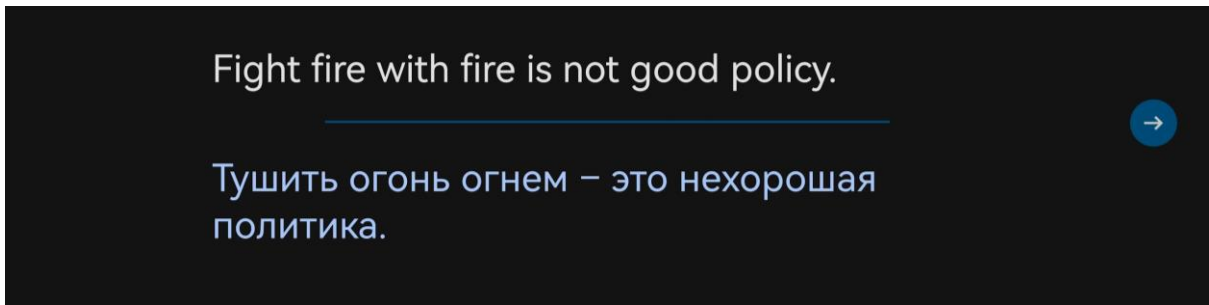 Fight fire with fire is not good policy.
Тушить огонь огнем – это нехорошая
политика.